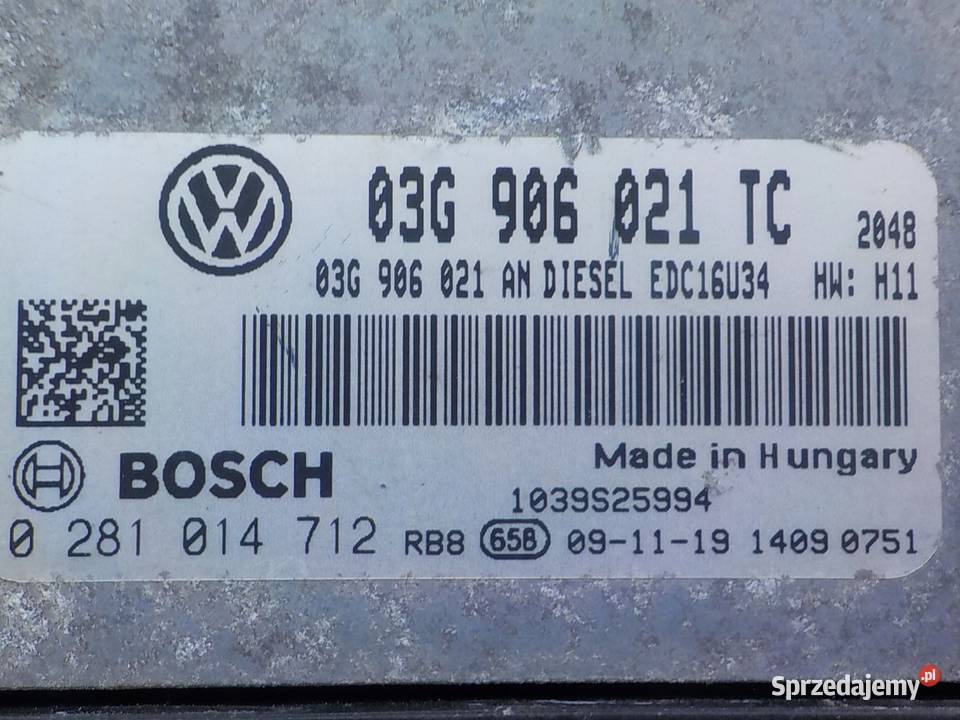 03G 906 021 TC 2048
03G 906 021 AN DIESEL EDC16U34 HW: H11
Made in Hungary
BOSCH
1039S25994
0 281 014 712 RB8 65B 09-11-19 1409 0751
Sprzedajemy.pl